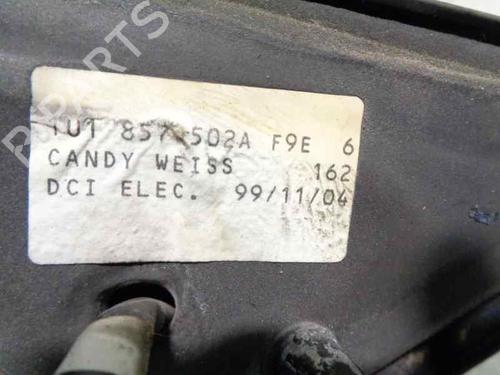 1U1 857 502A F9E 6
CANDY WEISS 162
DCI ELEC. 99/11/04